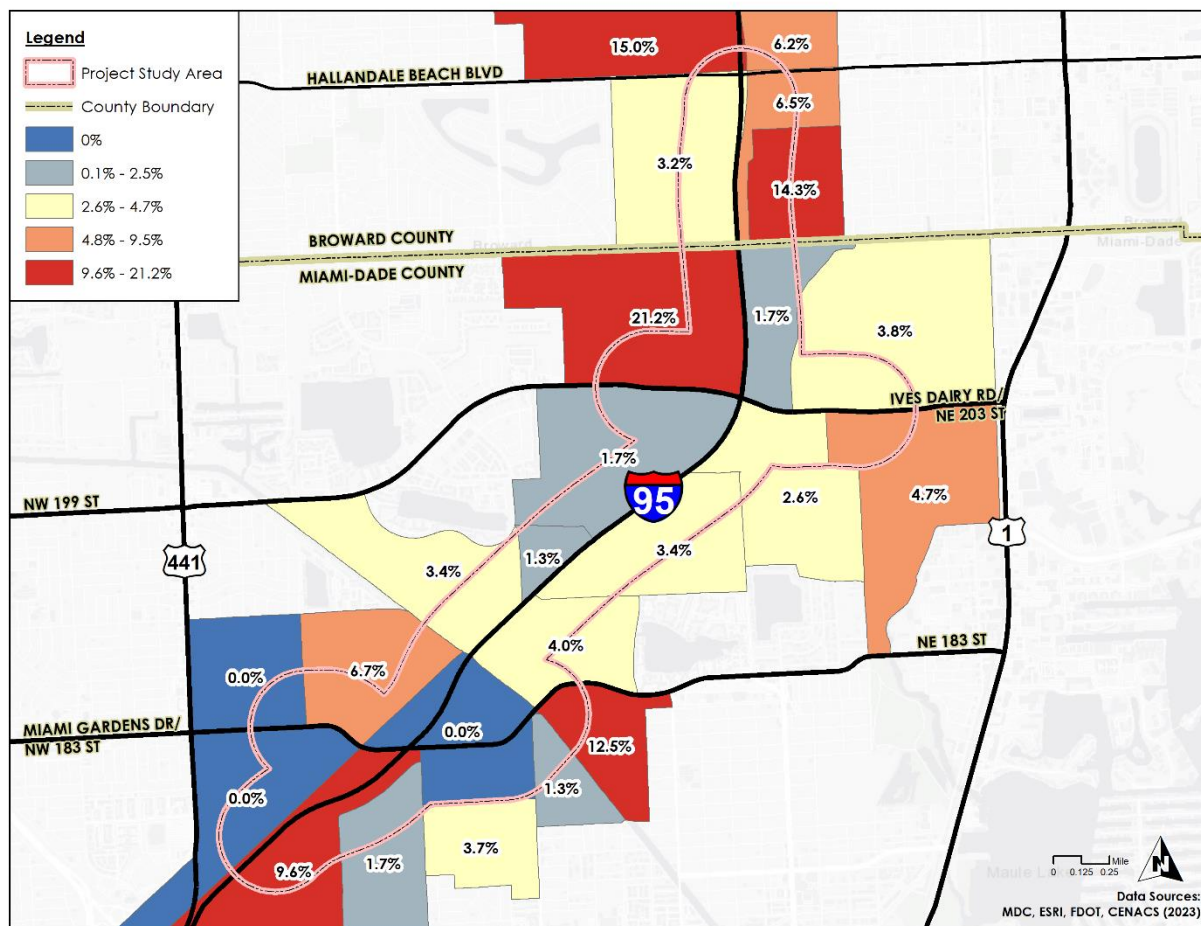 Legend
Project Study Area
County Boundary
0%
0.1% - 2.5%
2.6% - 4.7%
4.8% - 9.5%
9.6% - 21.2%
15.0%
6.2%
HALLANDALE BEACH BLVD
6.5%
3.2%
14.3%
BROWARD COUNTY
Broward
Broward
Miami-Dade
MIAMI-DADE COUNTY
21.2%
1.7%
3.8%
IVES DAIRY RD/
NE 203 ST
1.7%
95
2.6%
4.7%
NW 199 ST
441
1
3.4%
1.3%
3.4%
4.0%
NE 183 ST
0.0%
6.7%
MIAMI GARDENS DR/
NW 183 ST
0.0%
12.5%
0.0%
1.3%
3.7%
9.6%
1.7%
Mile
0 0.125 0.25
N
Data Sources:
MDC, ESRI, FDOT, CENACS (2023)